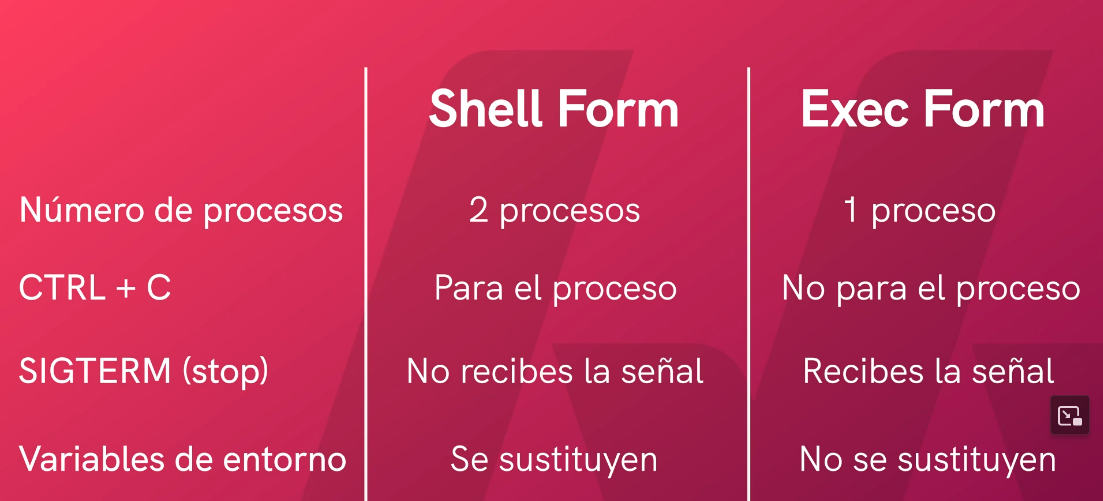 Shell Form Exec Form
Número de procesos 2 procesos 1 proceso
CTRL + C Para el proceso No para el proceso
SIGTERM (stop) No recibes la señal Recibes la señal
Variables de entorno Se sustituyen No se sustituyen